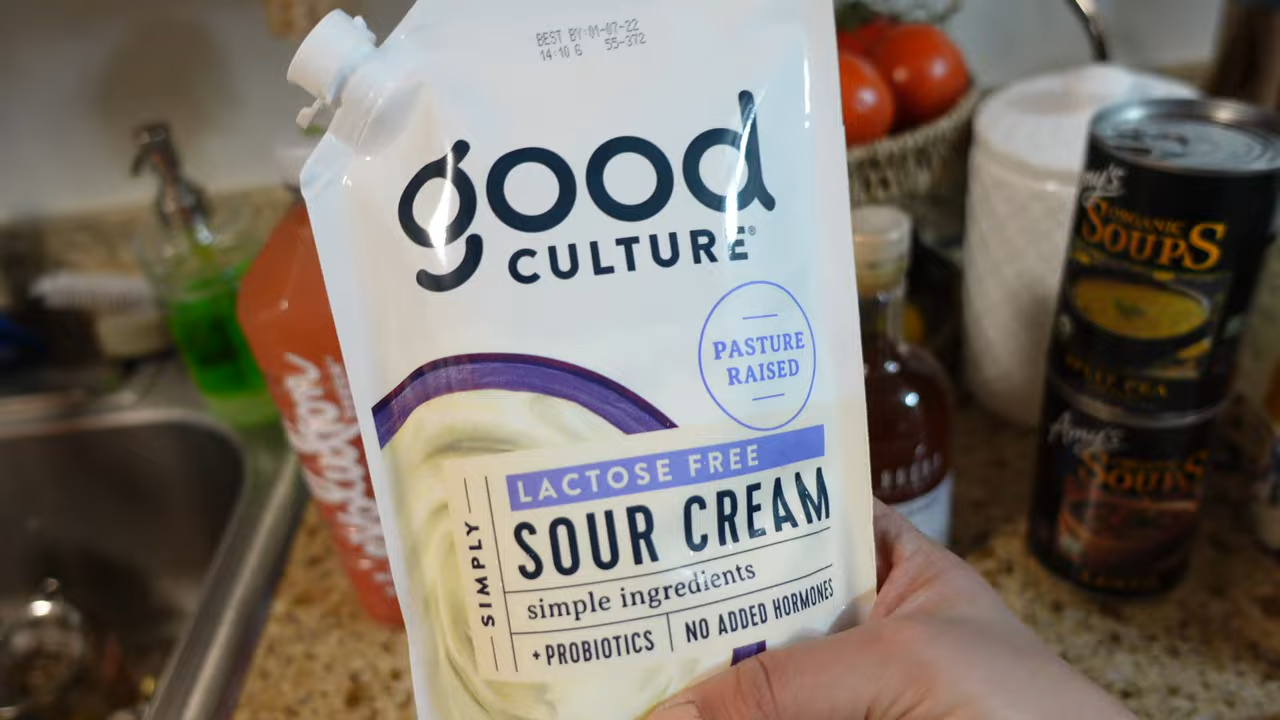 BEST BY:01-07-22
14:10 6 55-372
good
CULTURE®
PASTURE
RAISED
LACTOSE FREE
SIMPLY
SOUR CREAM
simple ingredients
+PROBIOTICS
NO ADDED HORMONES
Amy's
ORGANIC
SOUPS
SPLIT PEA
Amy's
SOUPS